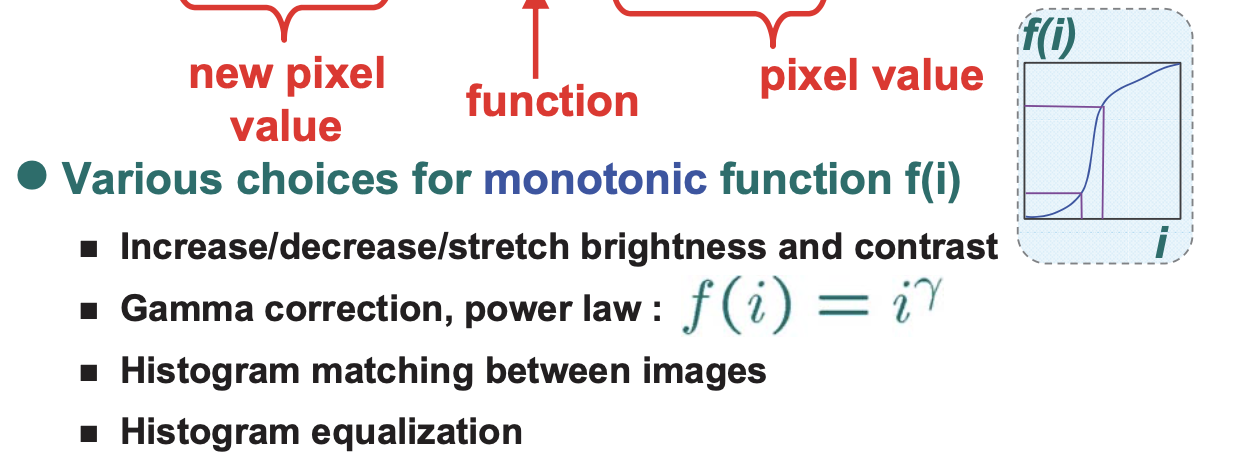 new pixel
value
function
pixel value
f(i)
i
● Various choices for monotonic function f(i)
■ Increase/decrease/stretch brightness and contrast
■ Gamma correction, power law : f(i) = i^γ
■ Histogram matching between images
■ Histogram equalization